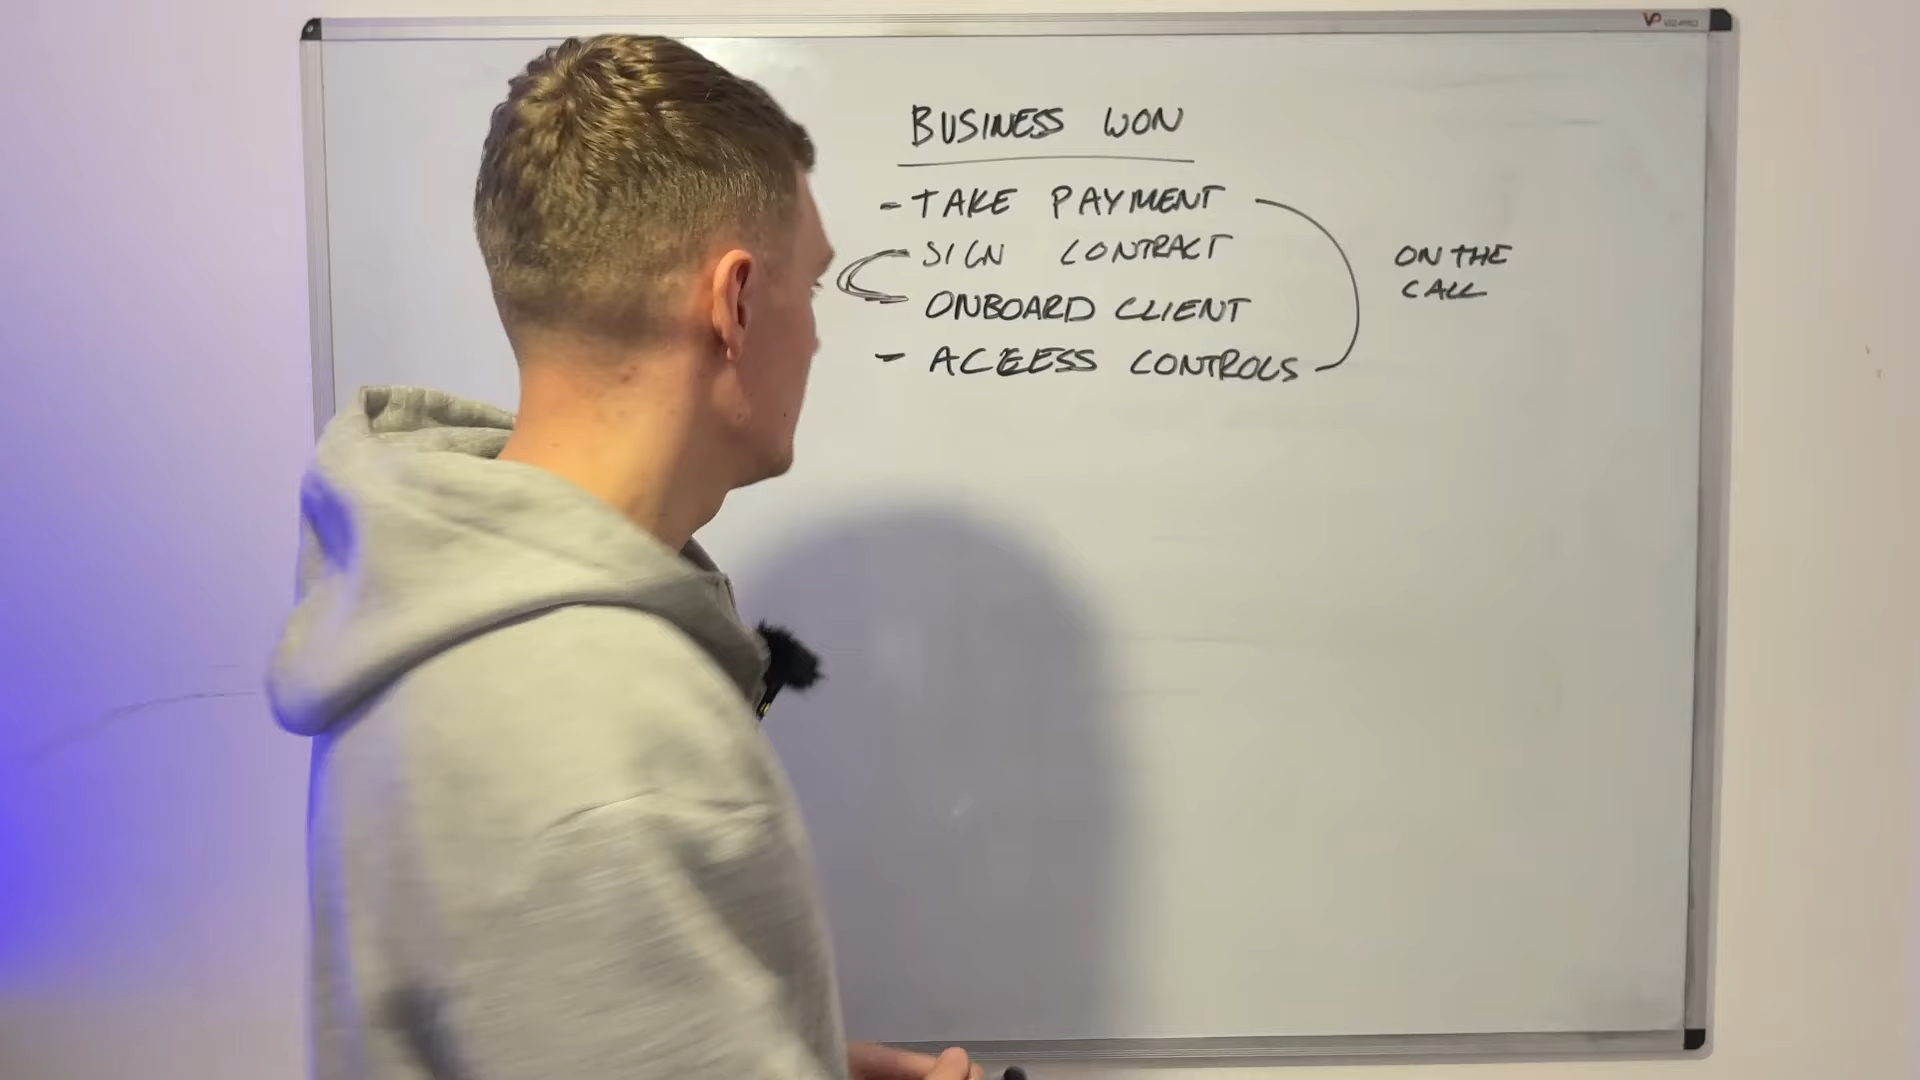 BUSINESS WON
- TAKE PAYMENT
SIGN CONTRACT
ONBOARD CLIENT
- ACCESS CONTROLS
ON THE
CALL